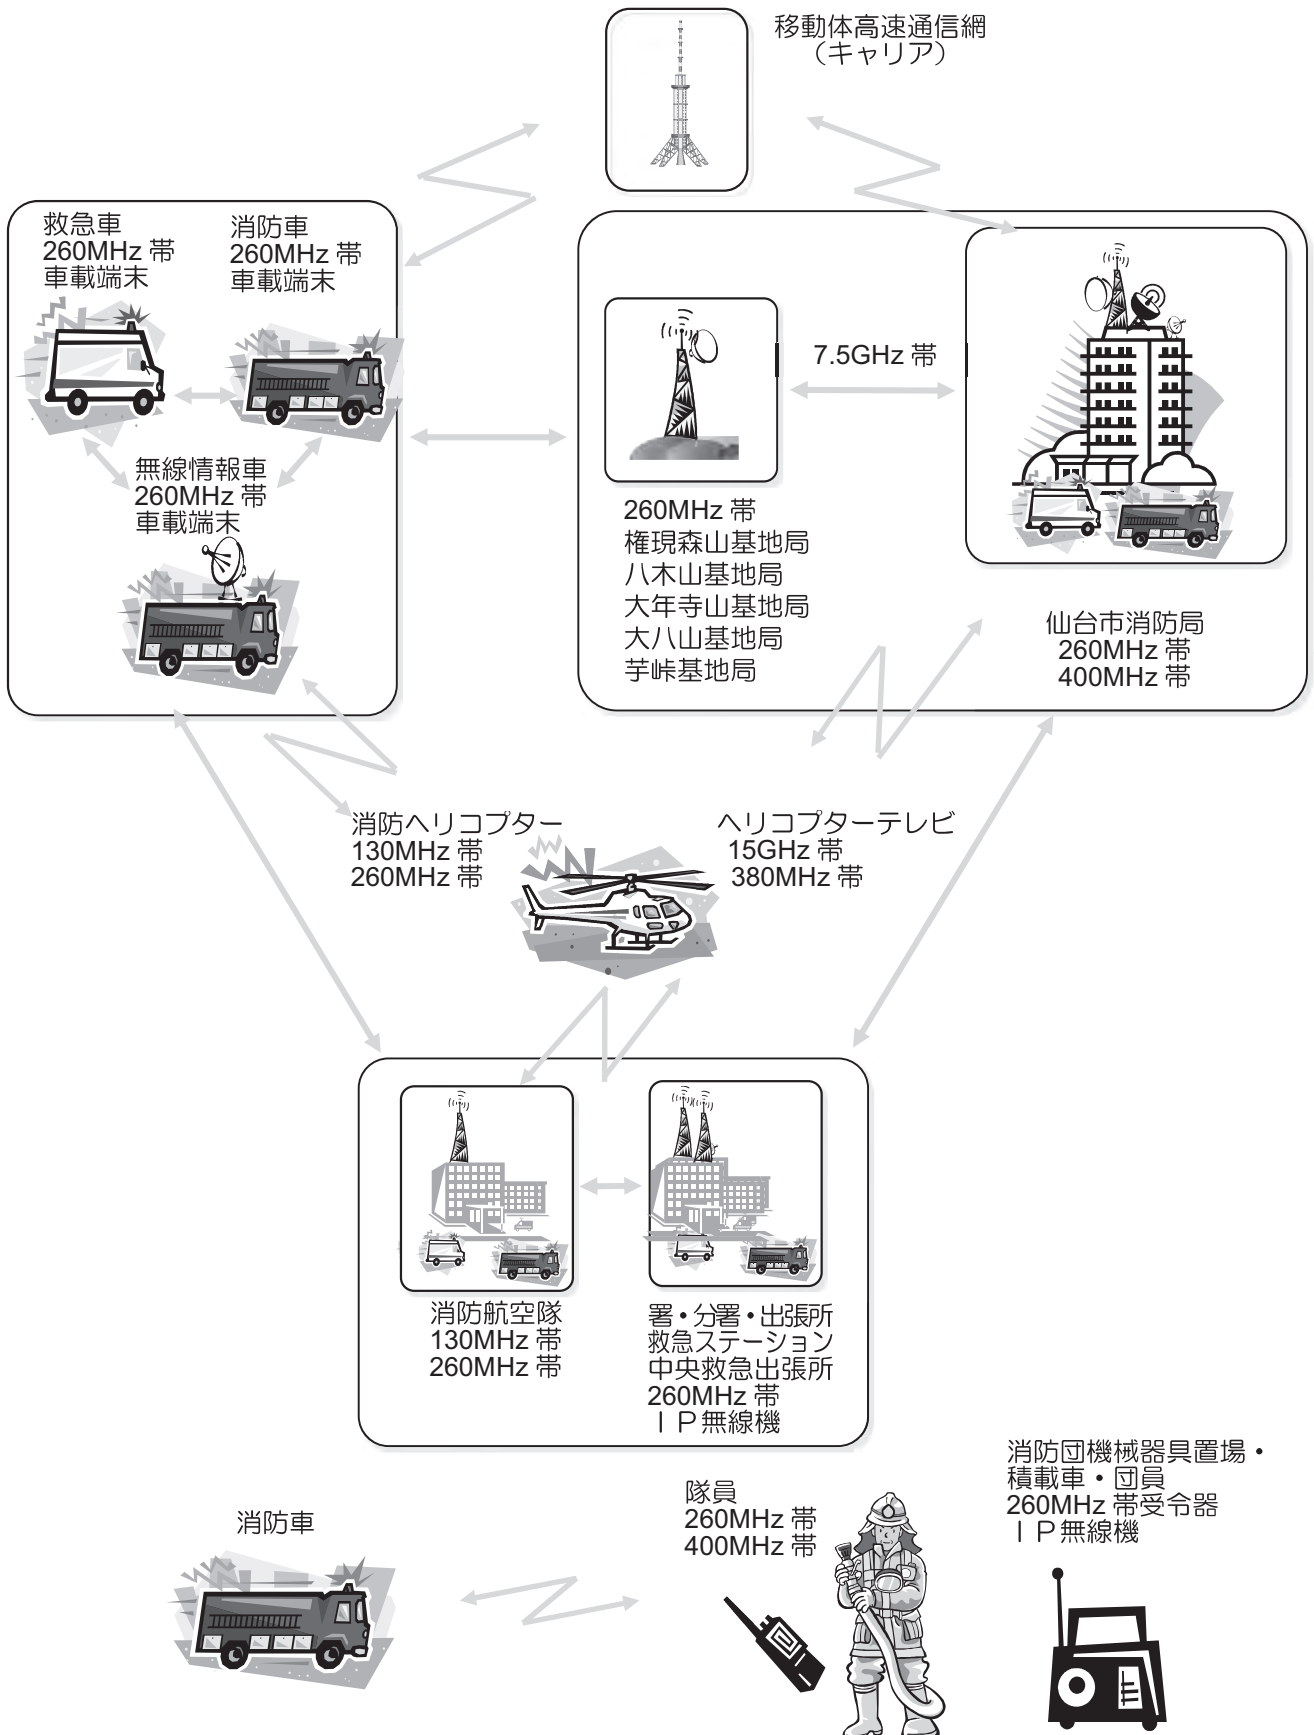 移動体高速通信網
（キャリア）
救急車
260MHz 帯
車載端末
消防車
260MHz 帯
車載端末
無線情報車
260MHz 帯
車載端末
7.5GHz 帯
260MHz 帯
権現森山基地局
八木山基地局
大年寺山基地局
大八山基地局
芋峠基地局
仙台市消防局
260MHz 帯
400MHz 帯
消防ヘリコプター
130MHz 帯
260MHz 帯
ヘリコプターテレビ
15GHz 帯
380MHz 帯
消防航空隊
130MHz 帯
260MHz 帯
署・分署・出張所
救急ステーション
中央救急出張所
260MHz 帯
ＩＰ無線機
消防車
隊員
260MHz 帯
400MHz 帯
消防団機械器具置場・
積載車・団員
260MHz 帯受令器
ＩＰ無線機